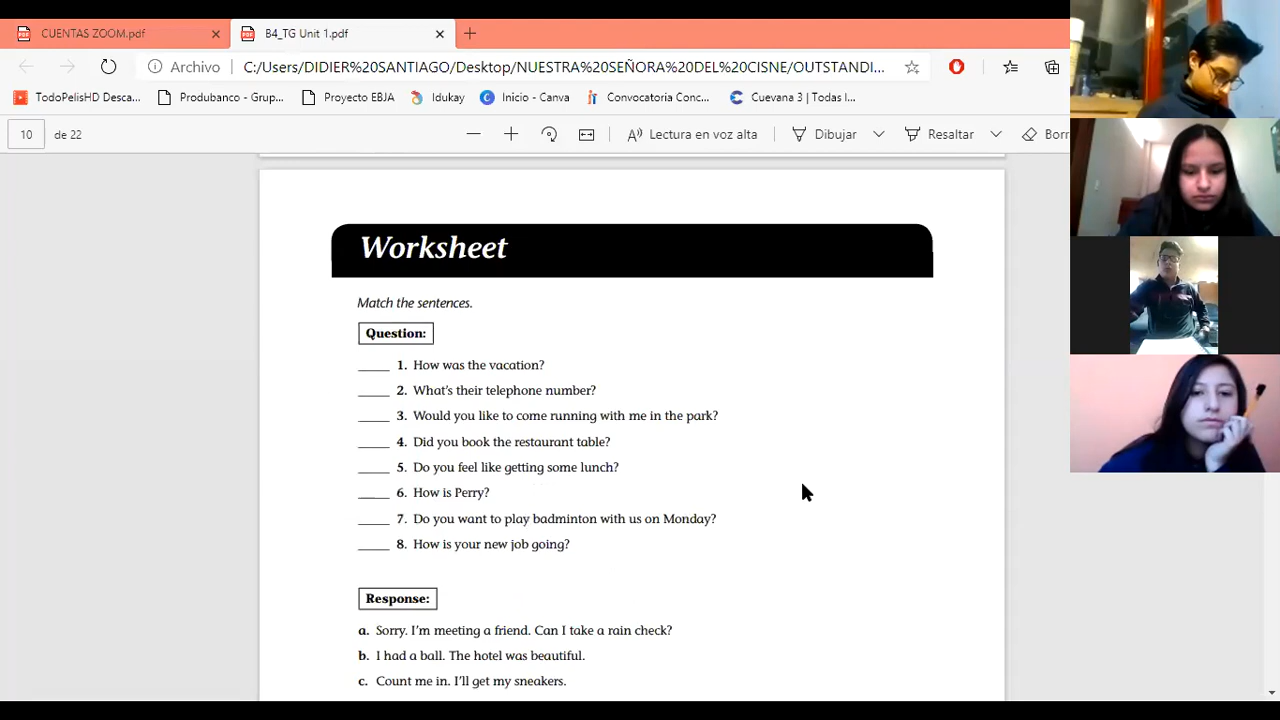 CUENTAS ZOOM.pdf
B4_TG Unit 1.pdf
Archivo
C:/Users/DIDIER%20SANTIAGO/Desktop/NUESTRA%20SEÑORA%20DEL%20CISNE/OUTSTANDI...
TodoPelisHD Desca...
Produbanco - Grup...
Proyecto EBJA
Idukay
Inicio - Canva
Convocatoria Conc...
Cuevana 3 | Todas l...
10 de 22
Lectura en voz alta
Dibujar
Resaltar
Borr
Worksheet
Match the sentences.
Question:
_____ 1. How was the vacation?
_____ 2. What's their telephone number?
_____ 3. Would you like to come running with me in the park?
_____ 4. Did you book the restaurant table?
_____ 5. Do you feel like getting some lunch?
_____ 6. How is Perry?
_____ 7. Do you want to play badminton with us on Monday?
_____ 8. How is your new job going?
Response:
a. Sorry. I'm meeting a friend. Can I take a rain check?
b. I had a ball. The hotel was beautiful.
c. Count me in. I'll get my sneakers.